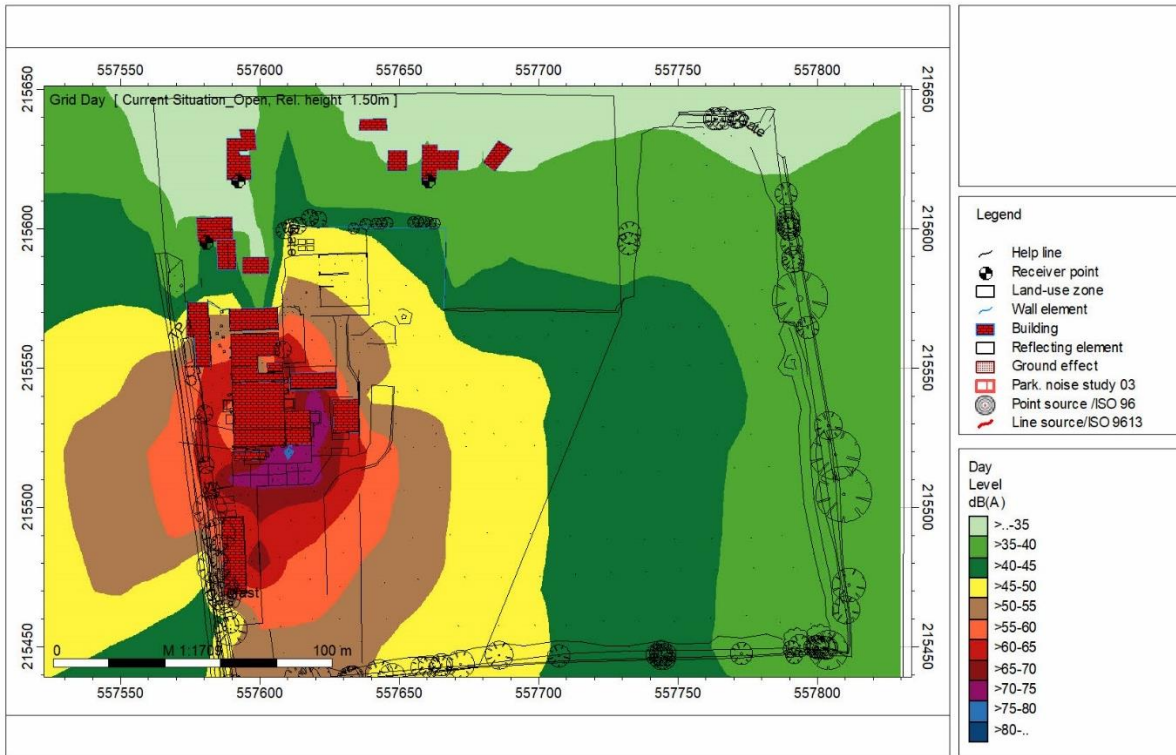 557550 557600 557650 557700 557750 557800
215650 215650
Grid Day [ Current Situation_Open, Rel. height 1.50m ]
215600 215600
215550 215550
215500 215500
215450 215450
0 M 1:1705 100 m
557550 557600 557650 557700 557750 557800
Legend
Help line
Receiver point
Land-use zone
Wall element
Building
Reflecting element
Ground effect
Park. noise study 03
Point source /ISO 96
Line source/ISO 9613
Day
Level
dB(A)
>..-35
>35-40
>40-45
>45-50
>50-55
>55-60
>60-65
>65-70
>70-75
>75-80
>80-..